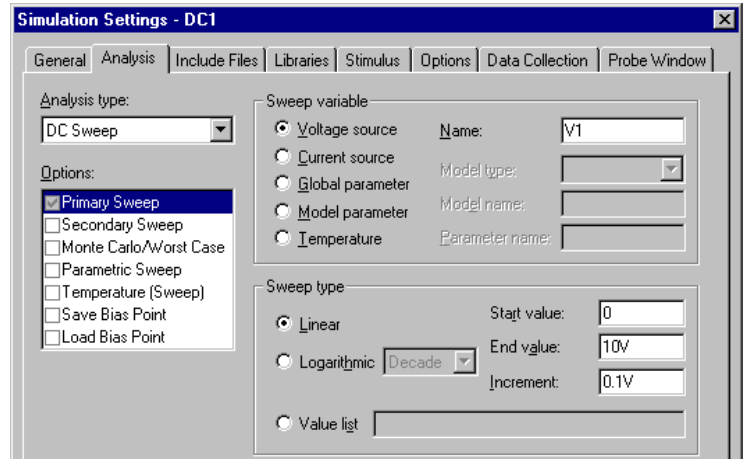 Simulation Settings - DC1
General Analysis Include Files Libraries Stimulus Options Data Collection Probe Window
Analysis type:
DC Sweep
Options:
Primary Sweep
Secondary Sweep
Monte Carlo/Worst Case
Parametric Sweep
Temperature (Sweep)
Save Bias Point
Load Bias Point
Sweep variable
Voltage source
Current source
Global parameter
Model parameter
Temperature
Name: V1
Model type:
Model name:
Parameter name:
Sweep type
Linear
Logarithmic Decade
Value list
Start value: 0
End value: 10V
Increment: 0.1V